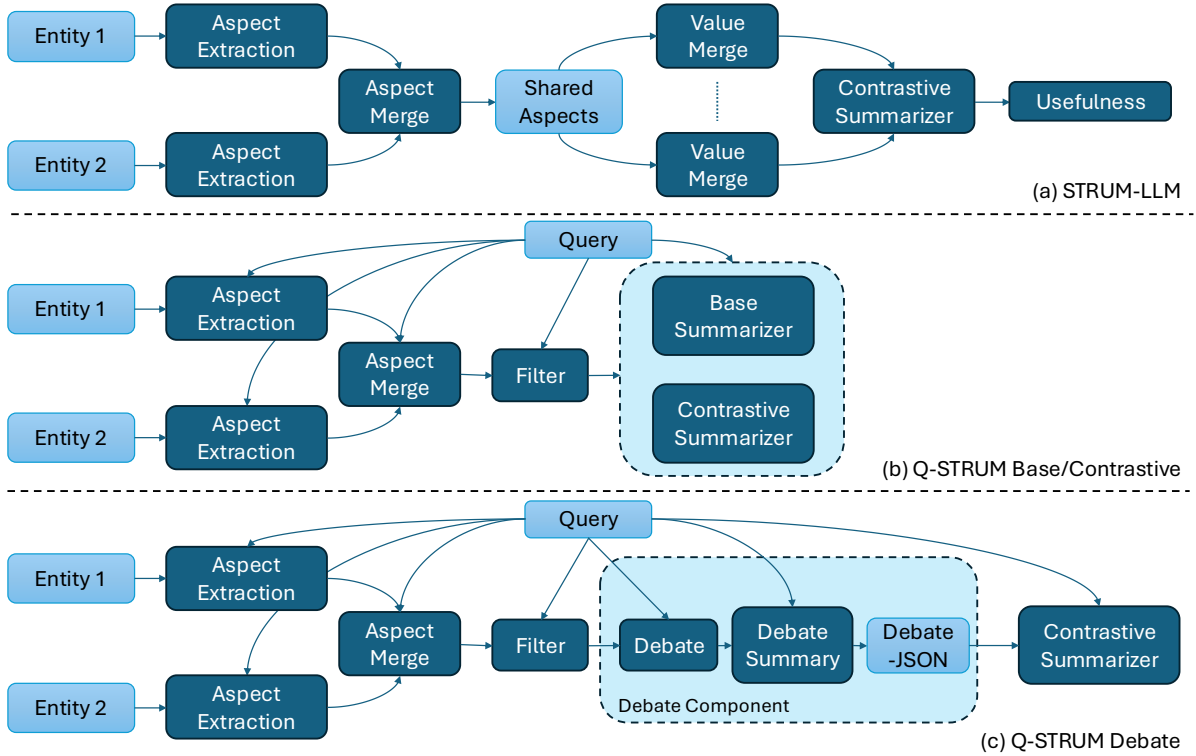 Entity 1
Aspect
Extraction
Value
Merge
Aspect
Merge
Shared
Aspects
Contrastive
Summarizer
Usefulness
Entity 2
Aspect
Extraction
Value
Merge
(a) STRUM-LLM
Query
Entity 1
Aspect
Extraction
Base
Summarizer
Aspect
Merge
Filter
Entity 2
Aspect
Extraction
Contrastive
Summarizer
(b) Q-STRUM Base/Contrastive
Query
Entity 1
Aspect
Extraction
Aspect
Merge
Filter
Debate
Debate
Summary
Debate
-JSON
Contrastive
Summarizer
Entity 2
Aspect
Extraction
Debate Component
(c) Q-STRUM Debate